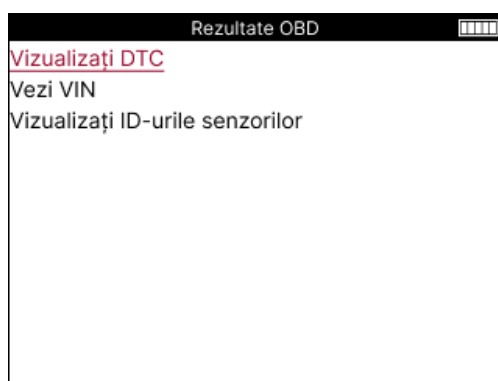 Rezultate OBD
Vizualizați DTC
Vezi VIN
Vizualizați ID-urile senzorilor